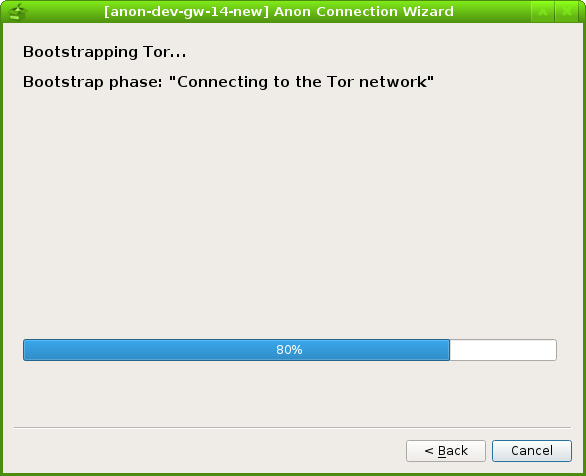 [anon-dev-gw-14-new] Anon Connection Wizard
Bootstrapping Tor...
Bootstrap phase: "Connecting to the Tor network"
80%
< Back
Cancel